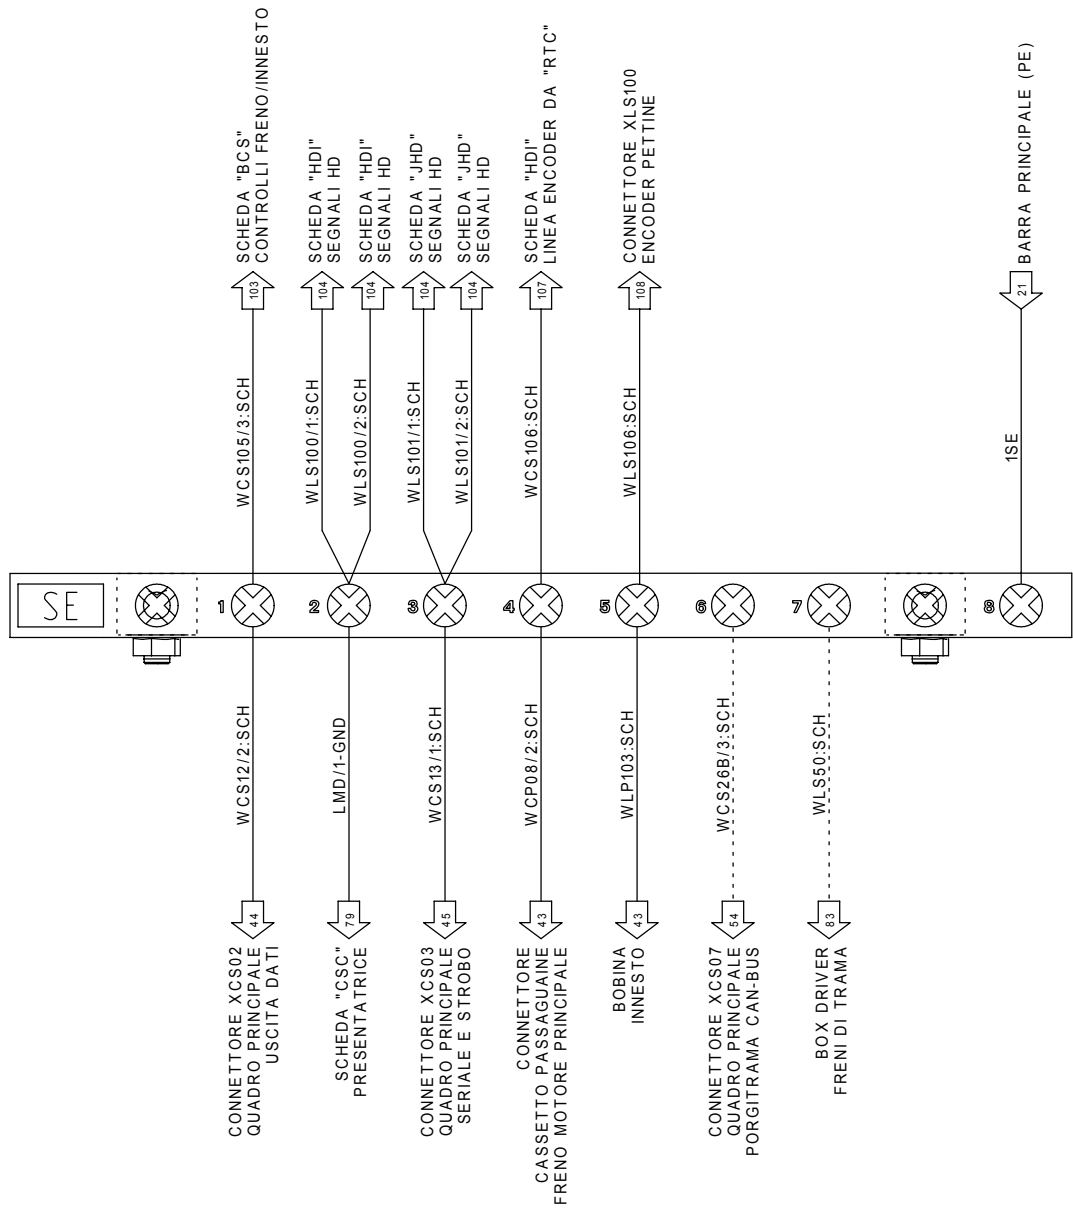 SCHEDA "BCS"
CONTROLLI FRENO/INNESTO
SCHEDA "HDI"
SEGNALI HD
SCHEDA "HDI"
SEGNALI HD
SCHEDA "JHD"
SEGNALI HD
SCHEDA "JHD"
SEGNALI HD
SCHEDA "HDI"
LINEA ENCODER DA "RTC"
CONNETTORE XLS100
ENCODER PETTINE
BARRA PRINCIPALE (PE)
103
104
104
104
104
107
108
21
WCS105/3:SCH
WLS100/1:SCH
WLS100/2:SCH
WLS101/1:SCH
WLS101/2:SCH
WCS106:SCH
WLS106:SCH
1SE
SE
1
2
3
4
5
6
7
8
WCS12/2:SCH
LMD/1-GND
WCS13/1:SCH
WCP08/2:SCH
WLP103:SCH
WCS26B/3:SCH
WLS50:SCH
44
79
45
43
43
54
83
CONNETTORE XCS02
QUADRO PRINCIPALE
USCITA DATI
SCHEDA "CSC"
PRESENTATRICE
CONNETTORE XCS03
QUADRO PRINCIPALE
SERIALE E STROBO
CONNETTORE
CASSETTO PASSAGUAINE
FRENO MOTORE PRINCIPALE
BOBINA
INNESTO
CONNETTORE XCS07
QUADRO PRINCIPALE
PORGITRAMA CAN-BUS
BOX DRIVER
FRENI DI TRAMA